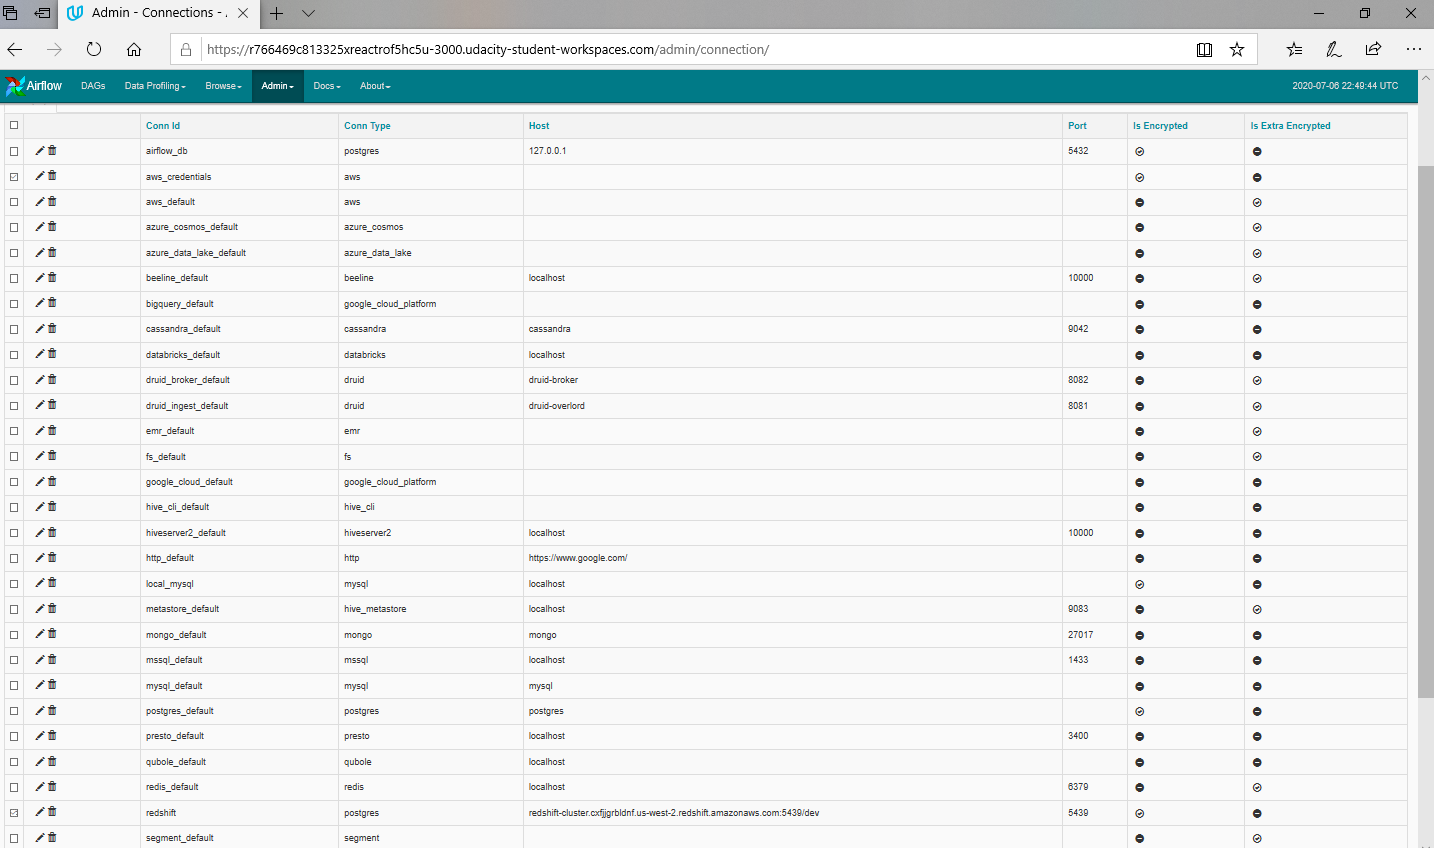 Admin - Connections - .
https://r766469c813325xreactrof5hc5u-3000.udacity-student-workspaces.com/admin/connection/
Airflow DAGs Data Profiling Browse Admin Docs About 2020-07-06 22:49:44 UTC
Conn Id Conn Type Host Port Is Encrypted Is Extra Encrypted
airflow_db postgres 127.0.0.1 5432
aws_credentials aws
aws_default aws
azure_cosmos_default azure_cosmos
azure_data_lake_default azure_data_lake
beeline_default beeline localhost 10000
bigquery_default google_cloud_platform
cassandra_default cassandra cassandra 9042
databricks_default databricks localhost
druid_broker_default druid druid-broker 8082
druid_ingest_default druid druid-overlord 8081
emr_default emr
fs_default fs
google_cloud_default google_cloud_platform
hive_cli_default hive_cli
hiveserver2_default hiveserver2 localhost 10000
http_default http https://www.google.com/
local_mysql mysql localhost
metastore_default hive_metastore localhost 9083
mongo_default mongo mongo 27017
mssql_default mssql localhost 1433
mysql_default mysql mysql
postgres_default postgres postgres
presto_default presto localhost 3400
qubole_default qubole localhost
redis_default redis localhost 6379
redshift postgres redshift-cluster.cxfjjgrbldnf.us-west-2.redshift.amazonaws.com:5439/dev 5439
segment_default segment